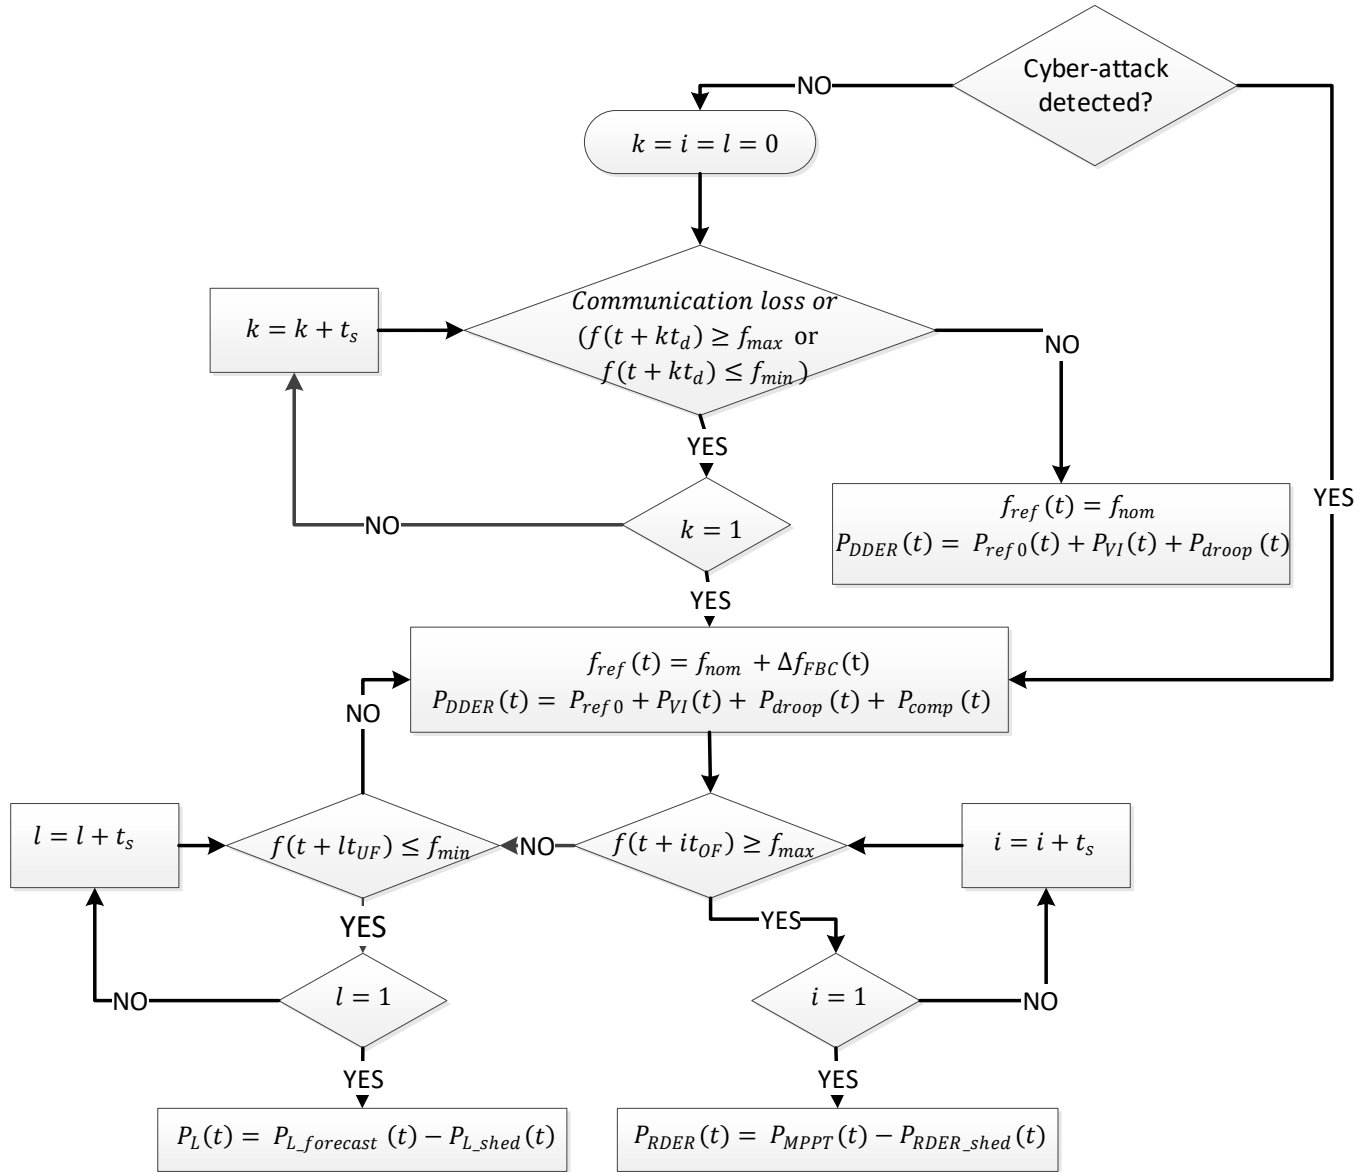 Cyber-attack
detected?
NO
k = i = l = 0
Communication loss or
(f(t + kt_d) ≥ f_max or
f(t + kt_d) ≤ f_min)
k = k + t_s
NO
YES
YES
k = 1
NO
f_ref(t) = f_nom
P_DDER(t) = P_ref0(t) + P_VI(t) + P_droop(t)
YES
f_ref(t) = f_nom + Δf_FBC(t)
P_DDER(t) = P_ref0 + P_VI(t) + P_droop(t) + P_comp(t)
NO
l = l + t_s
f(t + lt_UF) ≤ f_min
NO
f(t + it_OF) ≥ f_max
i = i + t_s
YES
YES
l = 1
NO
i = 1
NO
YES
YES
P_L(t) = P_L_forecast(t) − P_L_shed(t)
P_RDER(t) = P_MPPT(t) − P_RDER_shed(t)